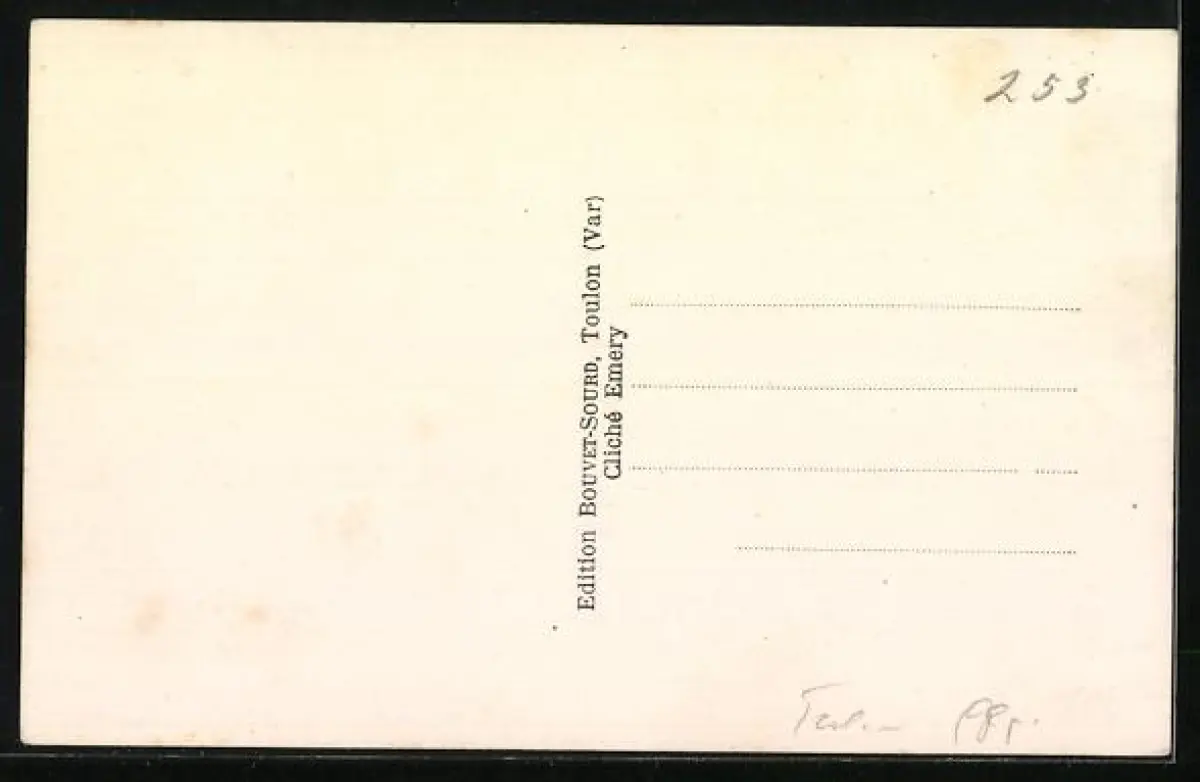 253
Edition BOUVET-SOURD, Toulon (Var)
Cliché Emery